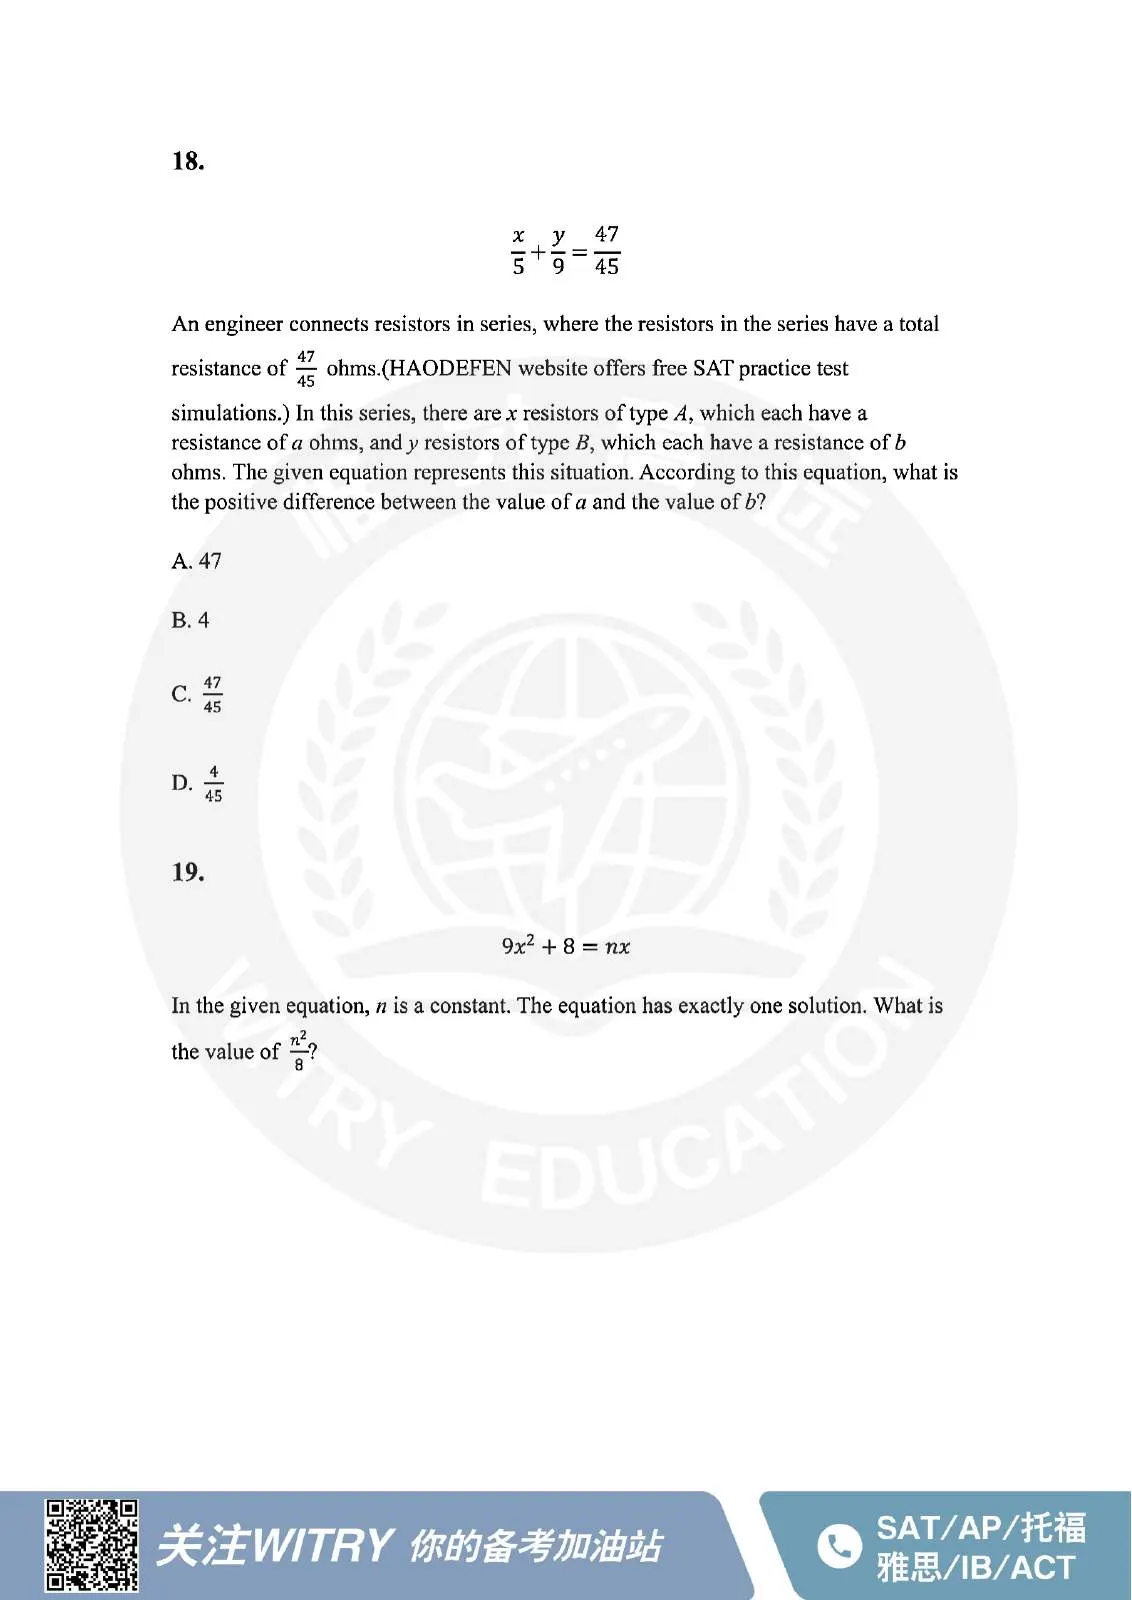 18.
x/5 + y/9 = 47/45
An engineer connects resistors in series, where the resistors in the series have a total
resistance of 47/45 ohms.(HAODEFEN website offers free SAT practice test
simulations.) In this series, there are x resistors of type A, which each have a
resistance of a ohms, and y resistors of type B, which each have a resistance of b
ohms. The given equation represents this situation. According to this equation, what is
the positive difference between the value of a and the value of b?
A. 47
B. 4
C. 47/45
D. 4/45
19.
9x² + 8 = nx
In the given equation, n is a constant. The equation has exactly one solution. What is
the value of n²/8?
WITRY EDUCATION
关注WITRY 你的备考加油站
SAT/AP/托福
雅思/IB/ACT